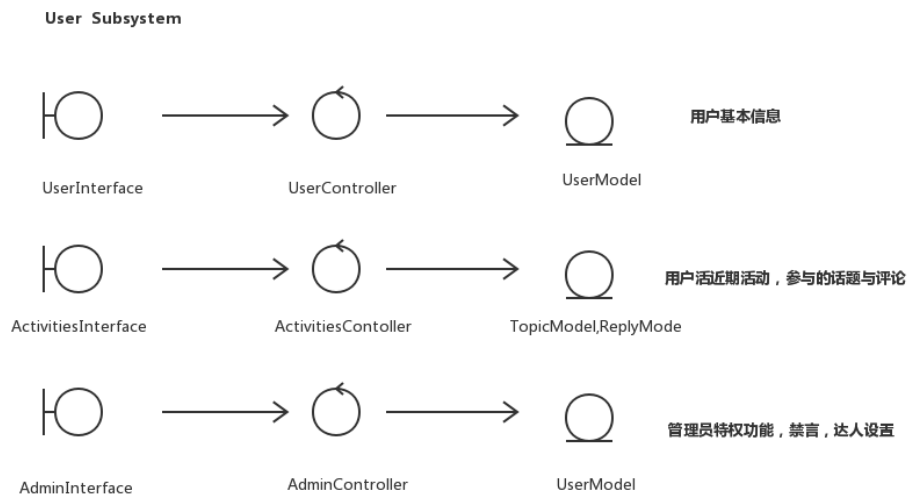 User Subsystem
用户基本信息
UserInterface
UserController
UserModel
用户活近期活动，参与的话题与评论
ActivitiesInterface
ActivitiesContoller
TopicModel,ReplyMode
管理员特权功能，禁言，达人设置
AdminInterface
AdminController
UserModel